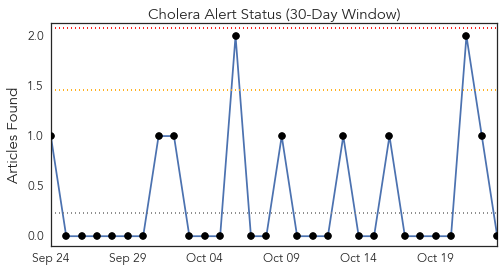 Cholera Alert Status (30-Day Window)
Articles Found
2.0
1.5
1.0
0.5
0.0
Sep 24 Sep 29 Oct 04 Oct 09 Oct 14 Oct 19